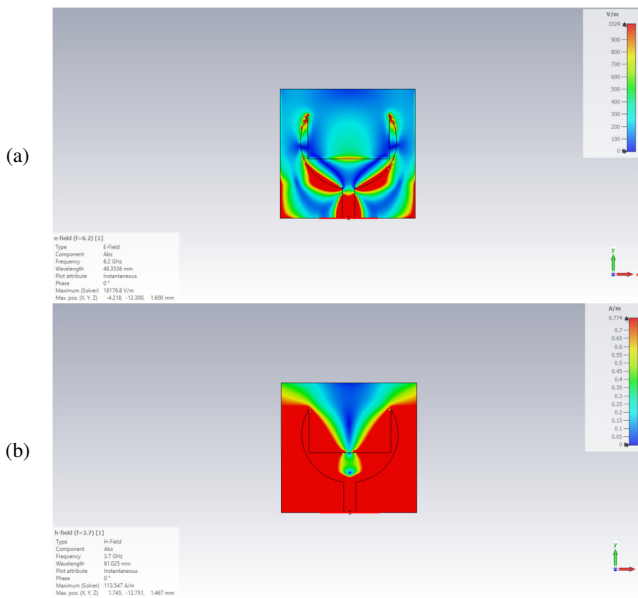 V/m
1024
900
800
700
600
500
400
300
200
100
0
(a)
e-field (f=6.2) [1]
Type E-Field
Component Abs
Frequency 6.2 GHz
Wavelength 48.3536 mm
Plot attribute Instantaneous
Phase 0 °
Maximum (Solver) 18176.8 V/m
Max. pos. (X, Y, Z) -4.218, -12.300, 1.600 mm
y
x
A/m
0.774
0.7
0.65
0.6
0.55
0.5
0.45
0.4
0.35
0.3
0.25
0.2
0.15
0.1
0.05
0
(b)
h-field (f=3.7) [1]
Type H-Field
Component Abs
Frequency 3.7 GHz
Wavelength 81.025 mm
Plot attribute Instantaneous
Phase 0 °
Maximum (Solver) 113.547 A/m
Max. pos. (X, Y, Z) 1.745, -12.751, 1.467 mm
y